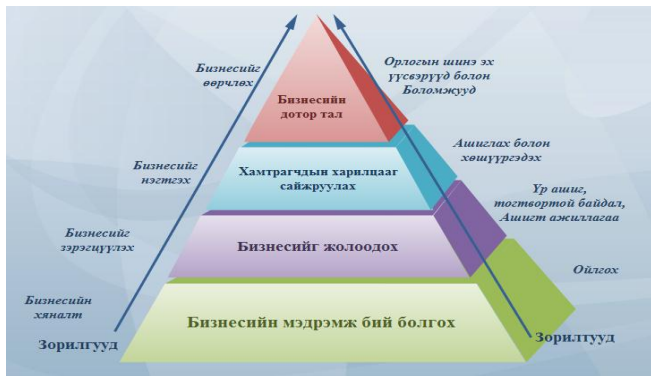 Бизнесийг
өөрчлөх
Орлогын шинэ эх
үүсвэрүүд болон
Боломжууд
Бизнесийн
дотор тал
Ашиглах болон
хөшүүргэдэх
Бизнесийг
нэгтгэх
Хамтрагчдын харилцааг
сайжруулах
Үр ашиг,
тогтвортой байдал,
Ашигт ажиллагаа
Бизнесийг
зэрэгцүүлэх
Бизнесийг жолоодох
Ойлгох
Бизнесийн
хяналт
Бизнесийн мэдрэмж бий болгох
Зорилгууд
Зорилтууд